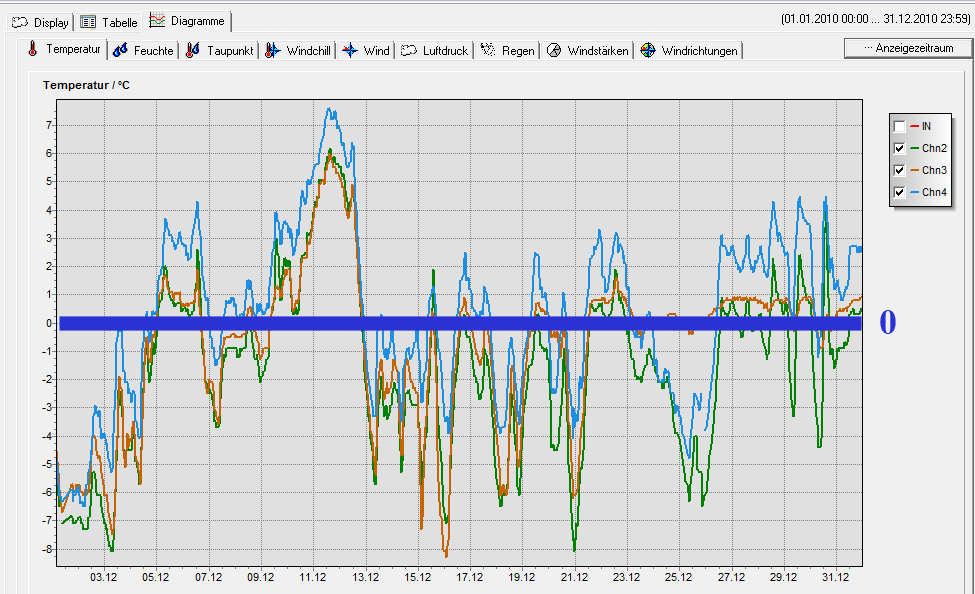 (01.01.2010 00:00 ... 31.12.2010 23:59)
Display Tabelle Diagramme
Temperatur Feuchte Taupunkt Windchill Wind Luftdruck Regen Windstärken Windrichtungen
··· Anzeigezeitraum
Temperatur / ºC
7
6
5
4
3
2
1
0
-1
-2
-3
-4
-5
-6
-7
-8
03.12 05.12 07.12 09.12 11.12 13.12 15.12 17.12 19.12 21.12 23.12 25.12 27.12 29.12 31.12
IN
Chn2
Chn3
Chn4
0